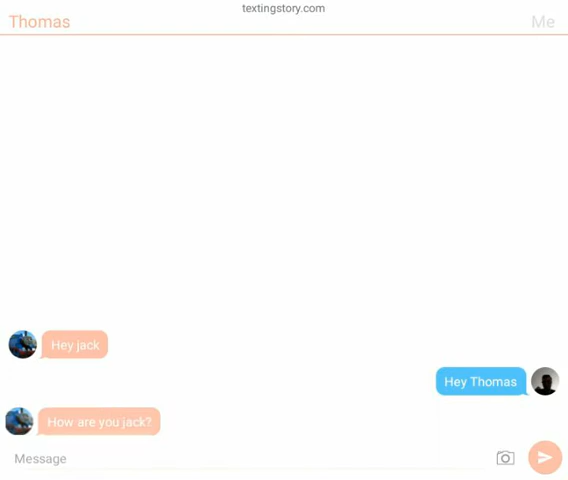 textingstory.com
Thomas
Me
Hey jack
Hey Thomas
How are you jack?
Message